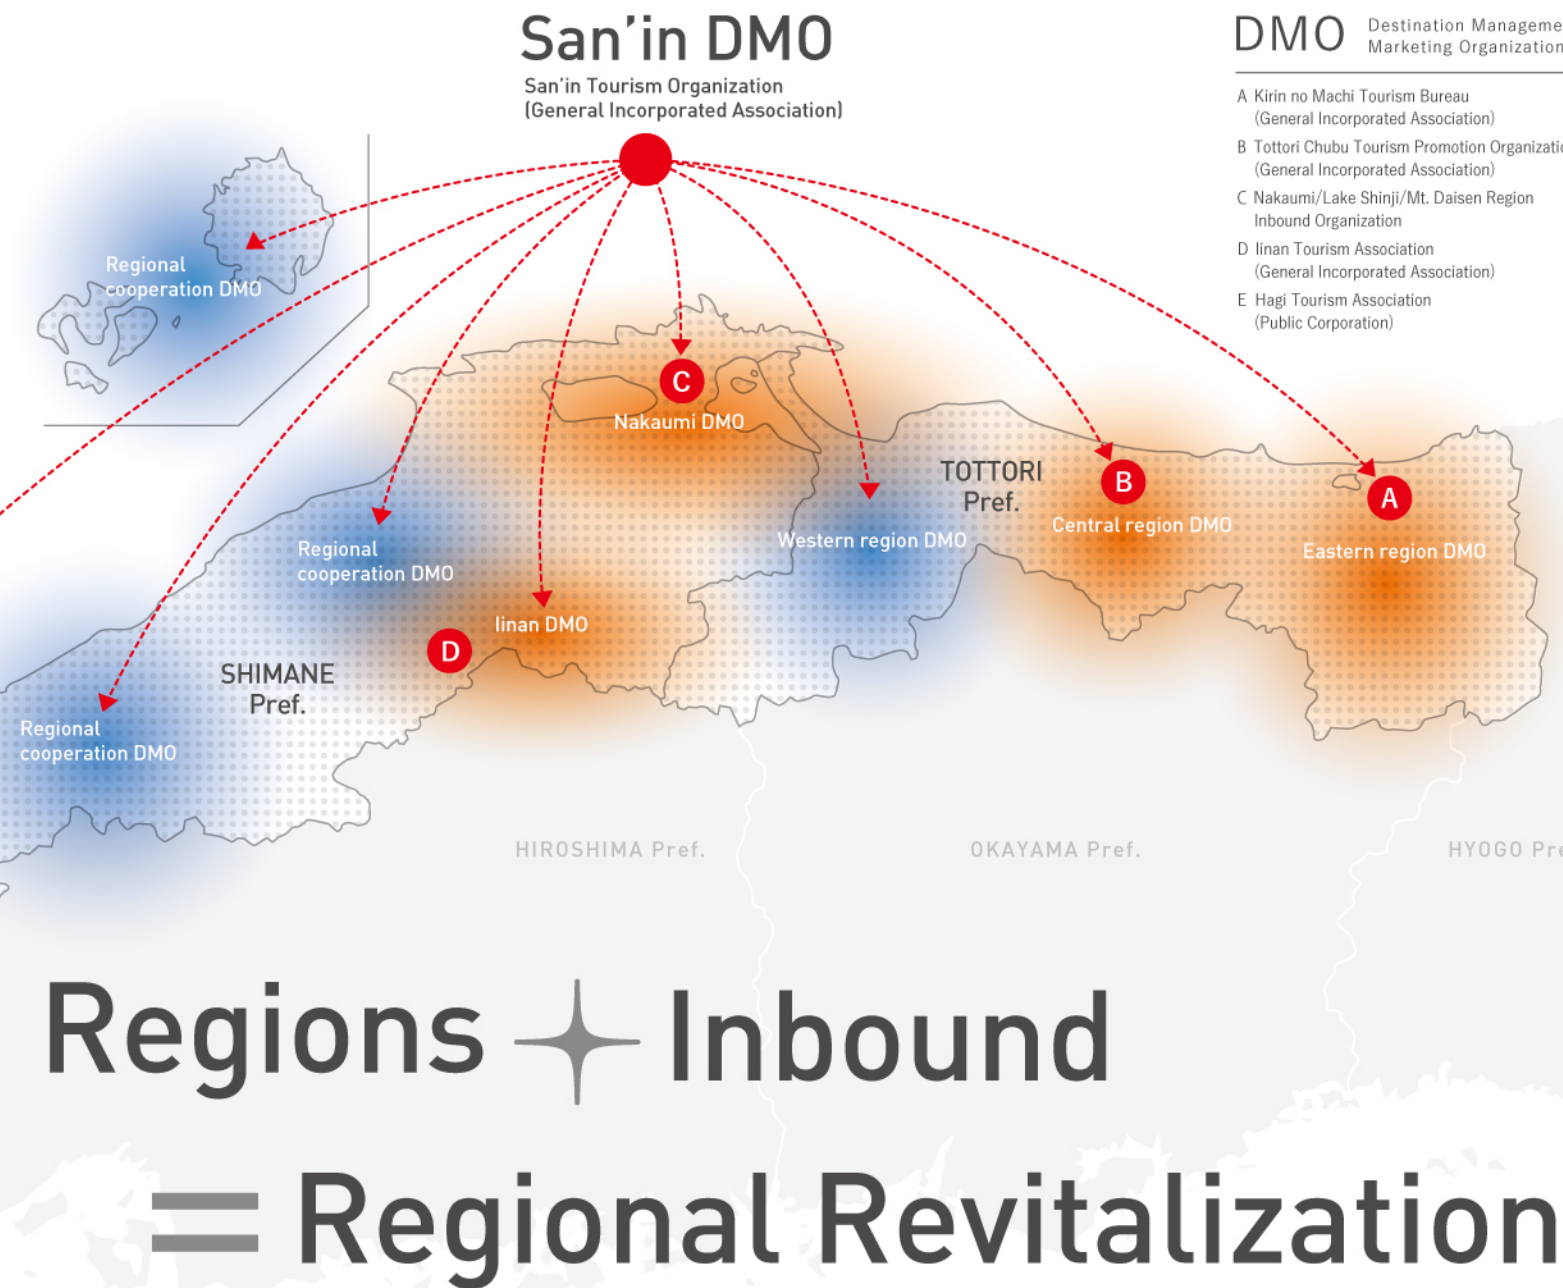 San'in DMO
San'in Tourism Organization
(General Incorporated Association)
DMO
Destination Manageme
Marketing Organization
A Kirin no Machi Tourism Bureau
(General Incorporated Association)
B Tottori Chubu Tourism Promotion Organizatio
(General Incorporated Association)
C Nakaumi/Lake Shinji/Mt. Daisen Region
Inbound Organization
D Iinan Tourism Association
(General Incorporated Association)
E Hagi Tourism Association
(Public Corporation)
Regional
cooperation DMO
C
Nakaumi DMO
TOTTORI
Pref.
B
Central region DMO
A
Eastern region DMO
Western region DMO
Regional
cooperation DMO
Iinan DMO
D
SHIMANE
Pref.
Regional
cooperation DMO
HIROSHIMA Pref.
OKAYAMA Pref.
HYOGO Pre
Regions + Inbound
= Regional Revitalization